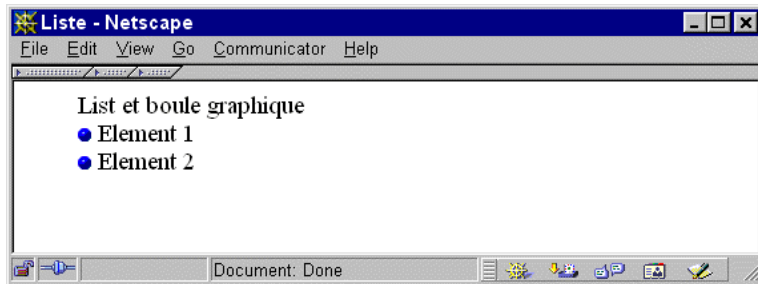 Liste - Netscape
File Edit View Go Communicator Help
List et boule graphique
Element 1
Element 2
Document: Done